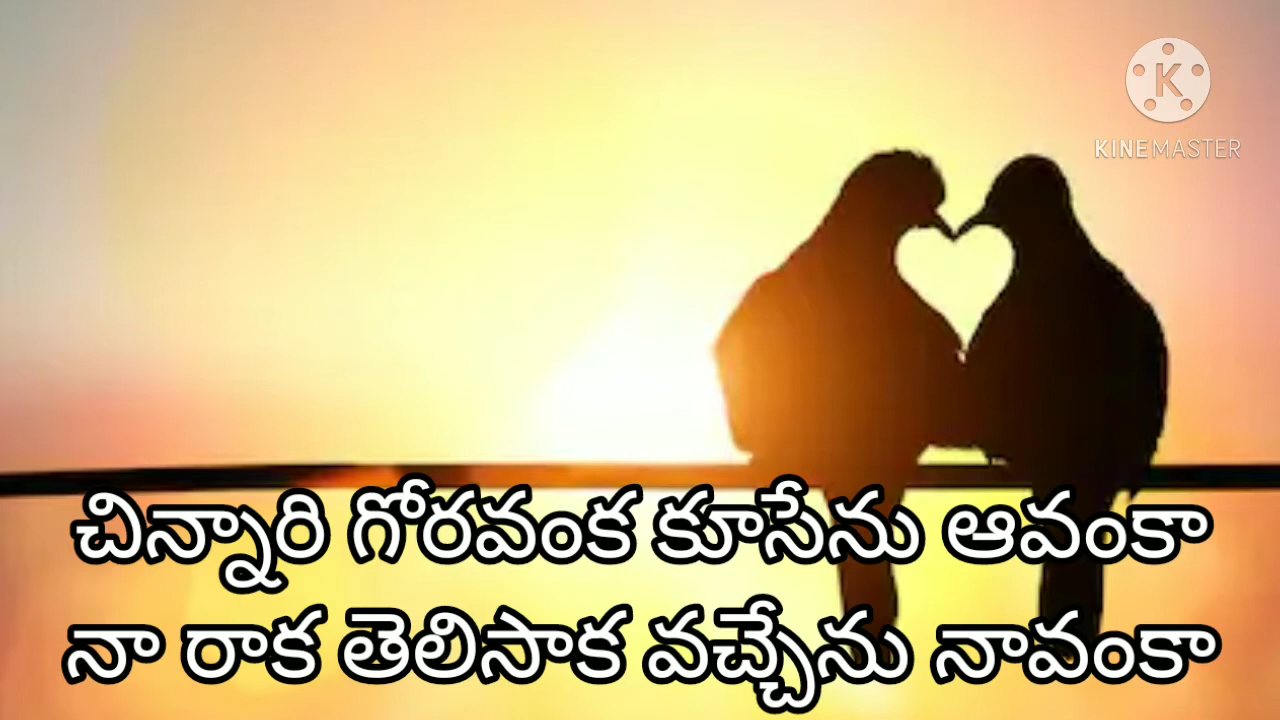 KINEMASTER
చిన్నారి గోరవంక కూసేను ఆవంకా
నా రాక తెలిసాక వచ్చేను నావంకా